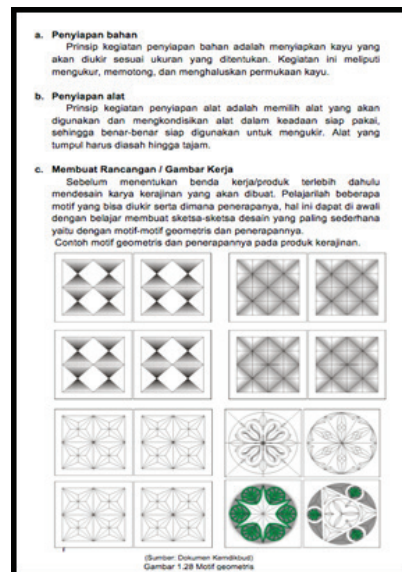 a. Penyiapan bahan
Prinsip kegiatan penyiapan bahan adalah menyiapkan kayu yang
akan diukir sesuai ukuran yang ditentukan. Kegiatan ini meliputi
mengukur, memotong, dan menghaluskan permukaan kayu.
b. Penyiapan alat
Prinsip kegiatan penyiapan alat adalah memilih alat yang akan
digunakan dan mengkondisikan alat dalam keadaan siap pakai,
sehingga benar-benar siap digunakan untuk mengukir. Alat yang
tumpul harus diasah hingga tajam.
c. Membuat Rancangan / Gambar Kerja
Sebelum menentukan benda kerja/produk terlebih dahulu
mendesain karya kerajinan yang akan dibuat. Pelajarilah beberapa
motif yang bisa diukir serta dimana penerapanya, hal ini dapat di awali
dengan belajar membuat sketsa-sketsa desain yang paling sederhana
yaitu dengan motif-motif geometris dan penerapannya.
Contoh motif geometris dan penerapannya pada produk kerajinan.
(Sumber: Dokumen Kemdikbud)
Gambar 1.28 Motif geometris